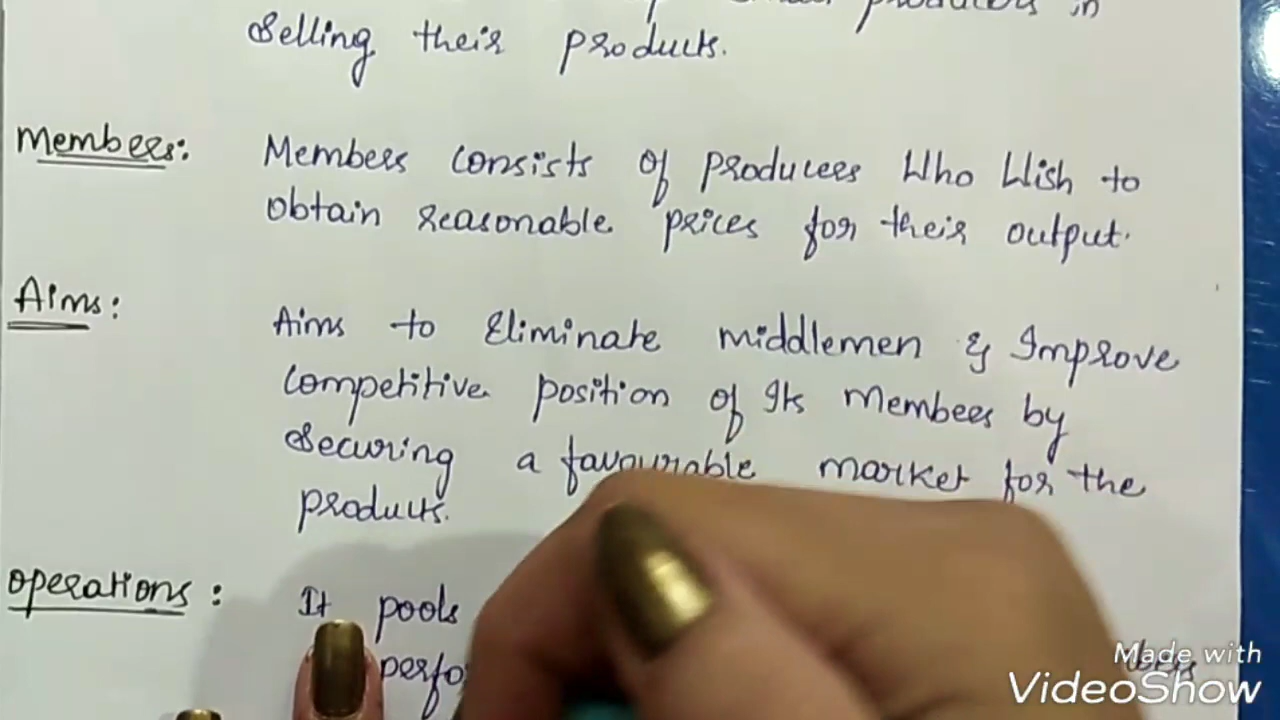 producers in
Selling their products.
Members: Members consists of producers Who Wish to
obtain reasonable prices for their output.
Aims:
Aims to Eliminate middlemen & Improve
competitive position of Its Members by
Securing a favourable market for the
products.
Operations: It pools
perfo
Made with
VideoShow